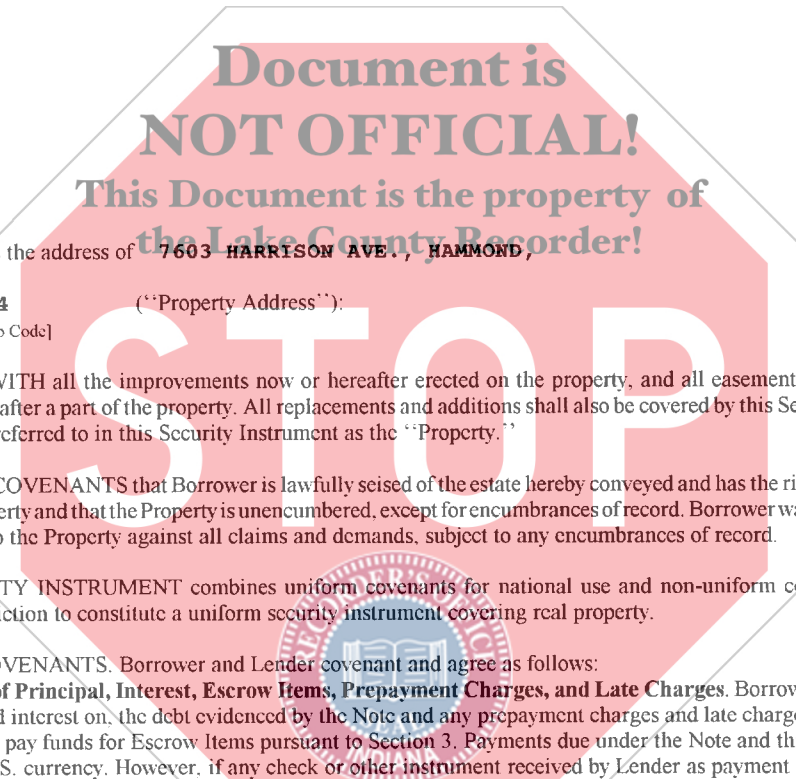 Document is
NOT OFFICIAL!
This Document is the property of
the Lake County Recorder!
the address of 7603 HARRISON AVE., HAMMOND,
4 (``Property Address''):
Code]
WITH all the improvements now or hereafter erected on the property, and all easement
after a part of the property. All replacements and additions shall also be covered by this Se
referred to in this Security Instrument as the ``Property.''
STOP
COVENANTS that Borrower is lawfully seised of the estate hereby conveyed and has the ri
erty and that the Property is unencumbered, except for encumbrances of record. Borrower wa
the Property against all claims and demands, subject to any encumbrances of record.
TY INSTRUMENT combines uniform covenants for national use and non-uniform co
ction to constitute a uniform security instrument covering real property.
RECORDER'S OFFICE
OVENANTS. Borrower and Lender covenant and agree as follows:
of Principal, Interest, Escrow Items, Prepayment Charges, and Late Charges. Borrow
d interest on, the debt evidenced by the Note and any prepayment charges and late charge
pay funds for Escrow Items pursuant to Section 3. Payments due under the Note and th
.S. currency. However, if any check or other instrument received by Lender as payment